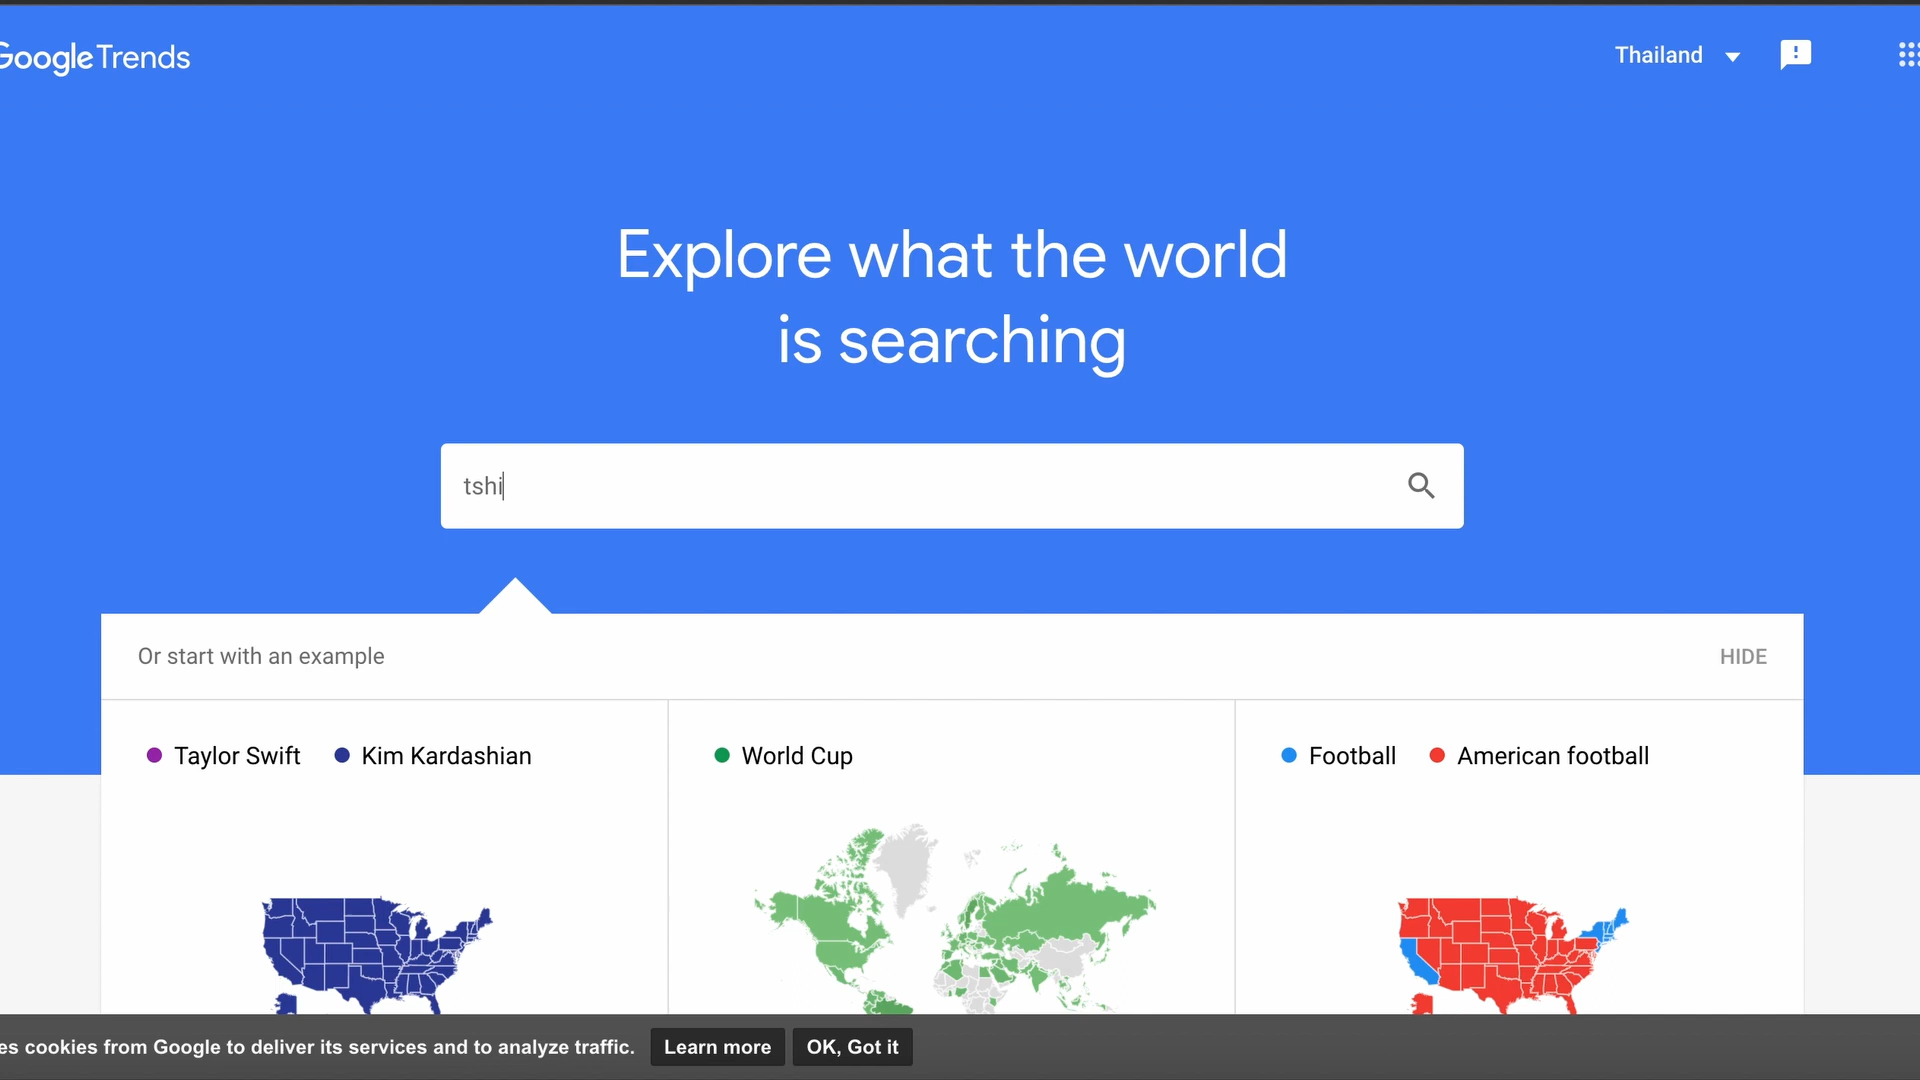 Google Trends
Thailand
Explore what the world
is searching
tshi
Or start with an example
HIDE
Taylor Swift
Kim Kardashian
World Cup
Football
American football
es cookies from Google to deliver its services and to analyze traffic.
Learn more
OK, Got it